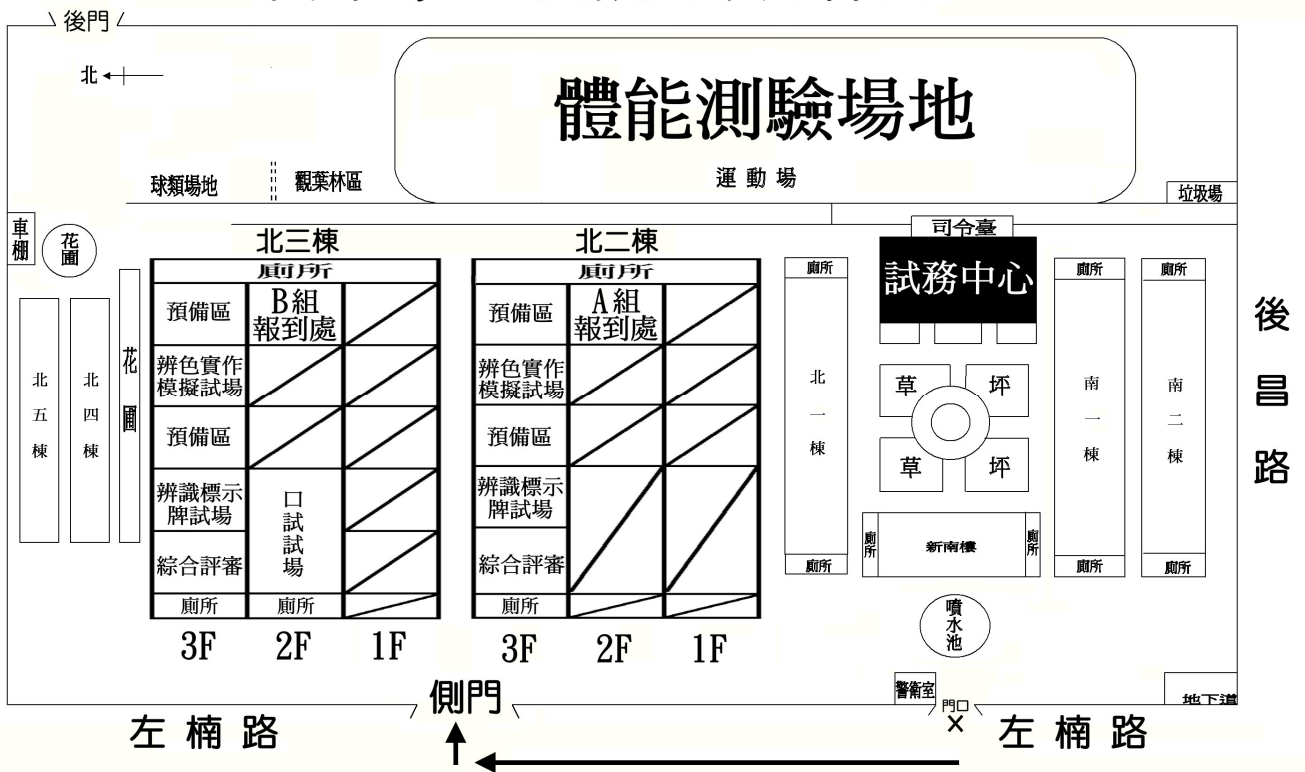 後門
北
體能測驗場地
運動場
球類場地
觀葉林區
垃圾場
車棚
花圃
北三棟
北二棟
司令臺
試務中心
廁所
預備區
B組
報到處
辨色實作
模擬試場
預備區
辨識標示
牌試場
口試試場
綜合評審
廁所
廁所
3F
2F
1F
廁所
預備區
A組
報到處
辨色實作
模擬試場
預備區
辨識標示
牌試場
綜合評審
廁所
3F
2F
1F
北五棟
北四棟
花圃
廁所
北一棟
廁所
草
坪
草
坪
廁所
新南樓
廁所
廁所
南一棟
廁所
廁所
南二棟
廁所
後昌路
噴水池
警衛室
門口
地下道
側門
左楠路
左楠路